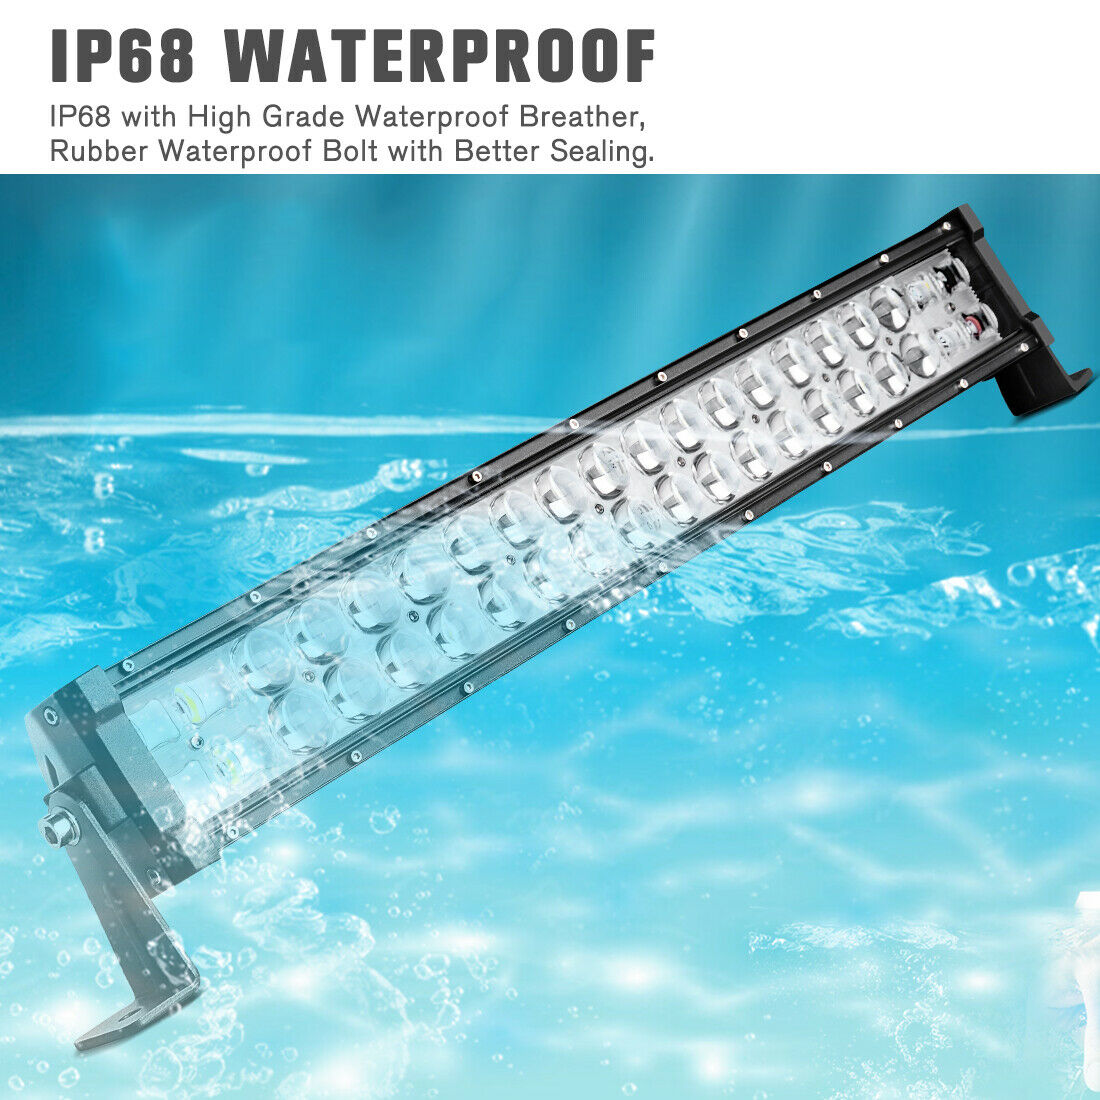 IP68 WATERPROOF
IP68 with High Grade Waterproof Breather,
Rubber Waterproof Bolt with Better Sealing.